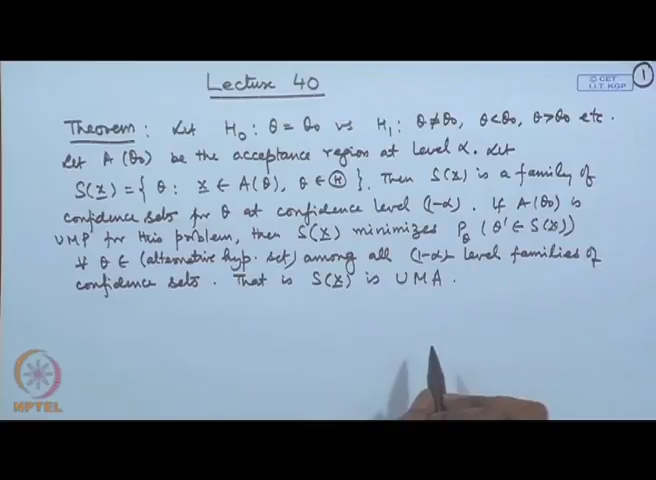 Lecture 40
© CET
I.I.T. KGP
1
Theorem : Let H₀ : θ = θ₀ vs H₁ : θ ≠ θ₀, θ < θ₀, θ > θ₀ etc.
Let A (θ₀) be the acceptance region at level α. Let
S(x) = { θ : x ∈ A(θ), θ ∈ Ⓗ }. Then S(x) is a family of
confidence sets for θ at confidence level (1-α). If A(θ₀) is
UMP for this problem, then S(x) minimizes P_θ (θ' ∈ S(x))
∀ θ ∈ (alternative hyp. set) among all (1-α)- level families of
confidence sets. That is S(x) is UMA.
NPTEL